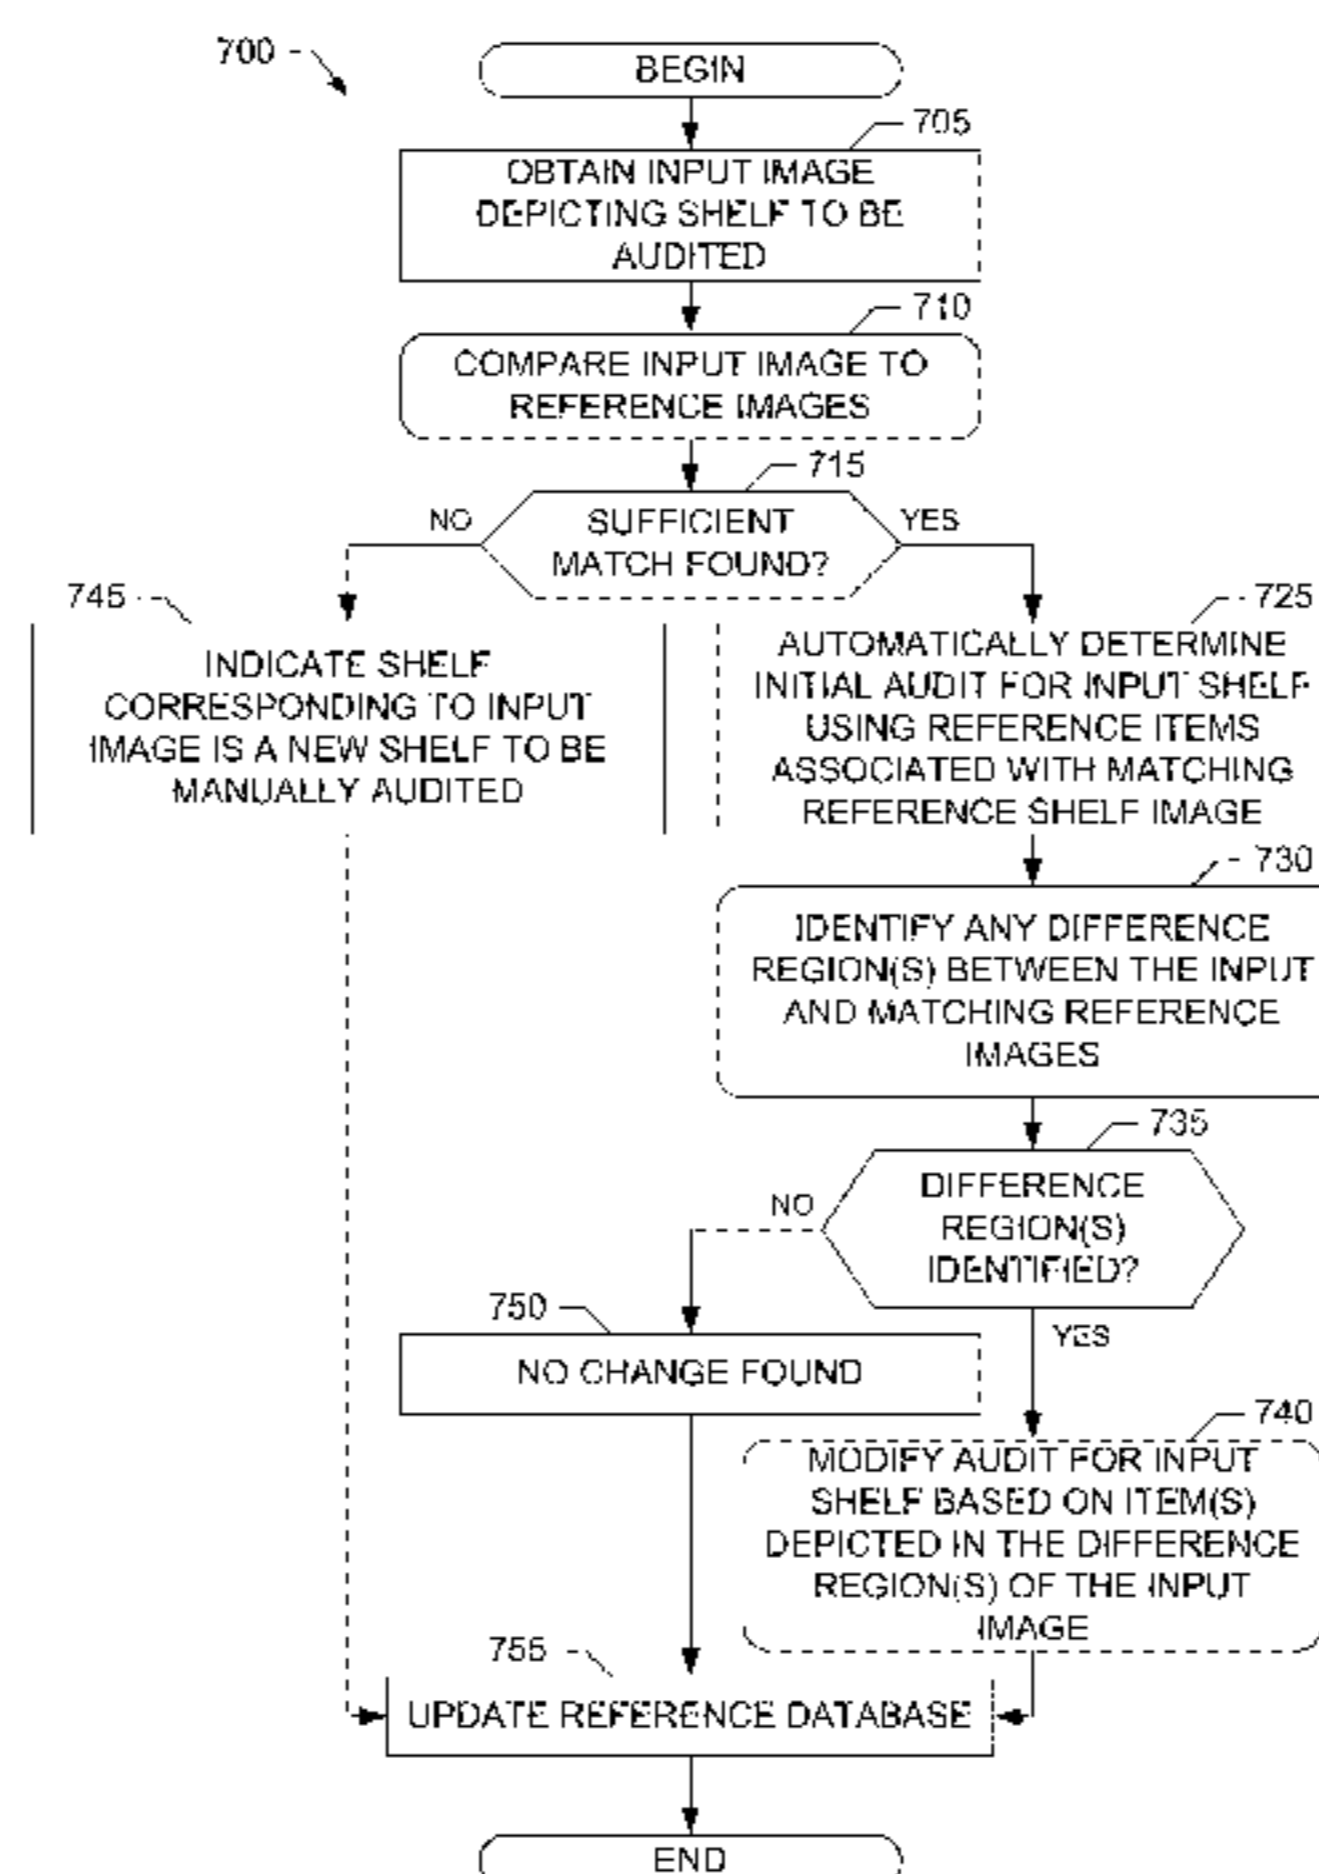 700
BEGIN
705
OBTAIN INPUT IMAGE
DEPICTING SHELF TO BE
AUDITED
710
COMPARE INPUT IMAGE TO
REFERENCE IMAGES
715
NO
SUFFICIENT
MATCH FOUND?
YES
745
INDICATE SHELF
CORRESPONDING TO INPUT
IMAGE IS A NEW SHELF TO BE
MANUALLY AUDITED
725
AUTOMATICALLY DETERMINE
INITIAL AUDIT FOR INPUT SHELF
USING REFERENCE ITEMS
ASSOCIATED WITH MATCHING
REFERENCE SHELF IMAGE
730
IDENTIFY ANY DIFFERENCE
REGION(S) BETWEEN THE INPUT
AND MATCHING REFERENCE
IMAGES
735
NO
DIFFERENCE
REGION(S)
IDENTIFIED?
YES
750
NO CHANGE FOUND
740
MODIFY AUDIT FOR INPUT
SHELF BASED ON ITEM(S)
DEPICTED IN THE DIFFERENCE
REGION(S) OF THE INPUT
IMAGE
755
UPDATE REFERENCE DATABASE
END